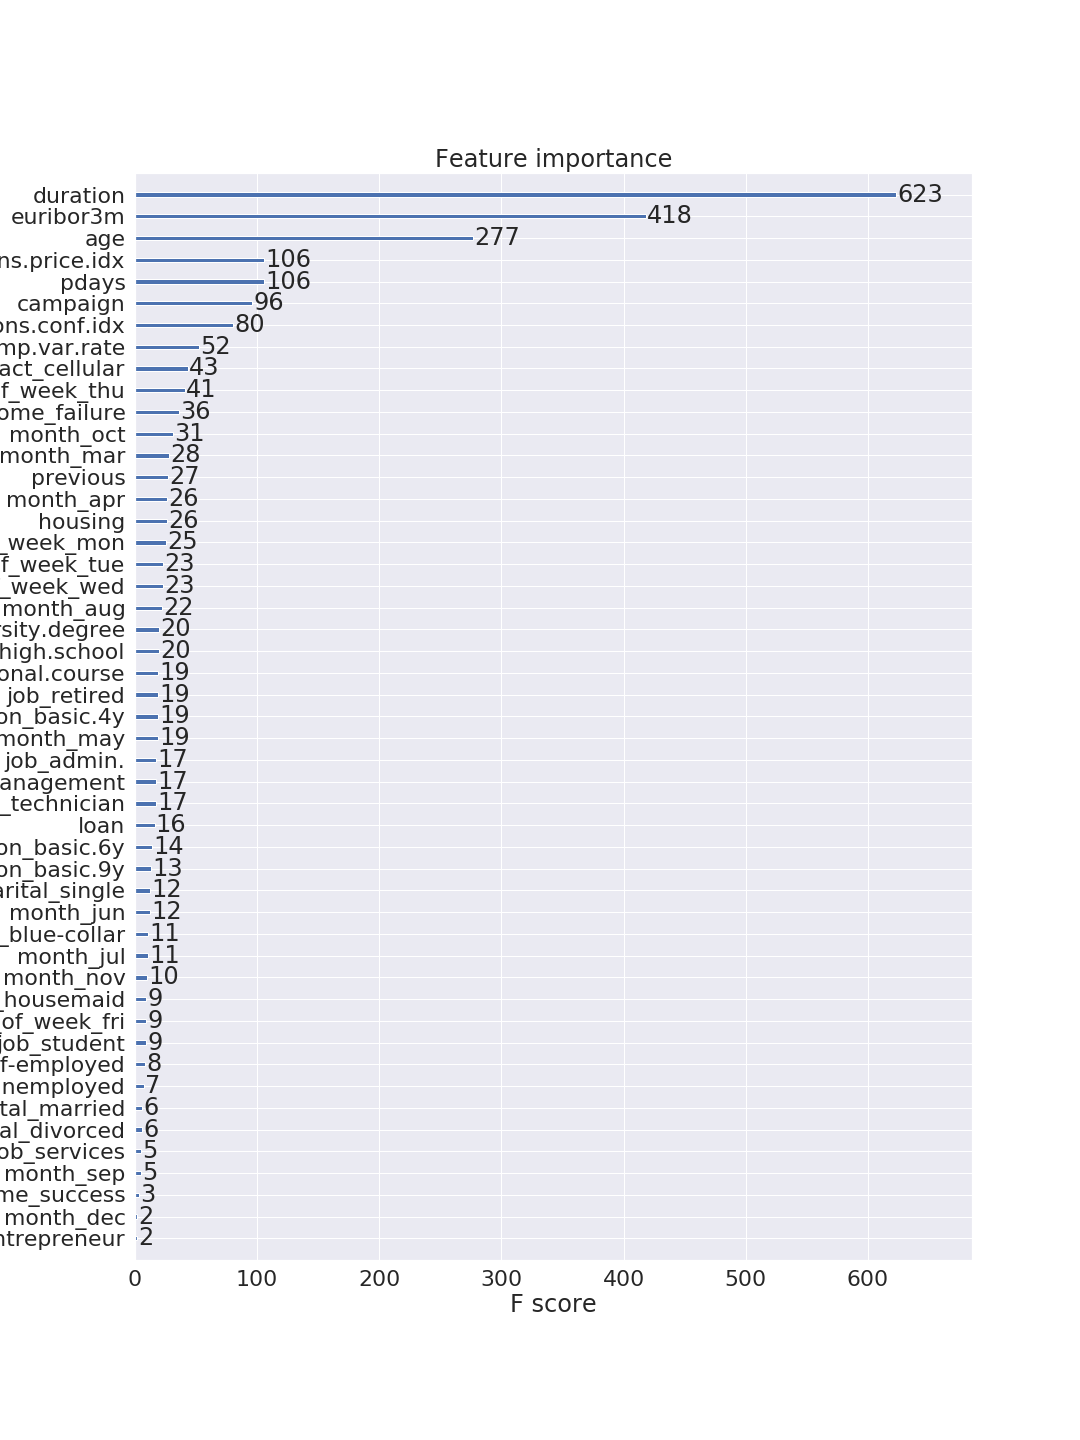 Feature importance
duration 623
euribor3m 418
age 277
ns.price.idx 106
pdays 106
campaign 96
ons.conf.idx 80
mp.var.rate 52
act_cellular 43
f_week_thu 41
ome_failure 36
month_oct 31
month_mar 28
previous 27
month_apr 26
housing 26
_week_mon 25
f_week_tue 23
_week_wed 23
month_aug 22
rsity.degree 20
high.school 20
onal.course 19
job_retired 19
on_basic.4y 19
month_may 19
job_admin. 17
anagement 17
_technician 17
loan 16
on_basic.6y 14
on_basic.9y 13
arital_single 12
month_jun 12
_blue-collar 11
month_jul 11
month_nov 10
_housemaid 9
of_week_fri 9
job_student 9
f-employed 8
nemployed 7
tal_married 6
al_divorced 6
ob_services 5
month_sep 5
me_success 3
month_dec 2
ntrepreneur 2
0 100 200 300 400 500 600
F score